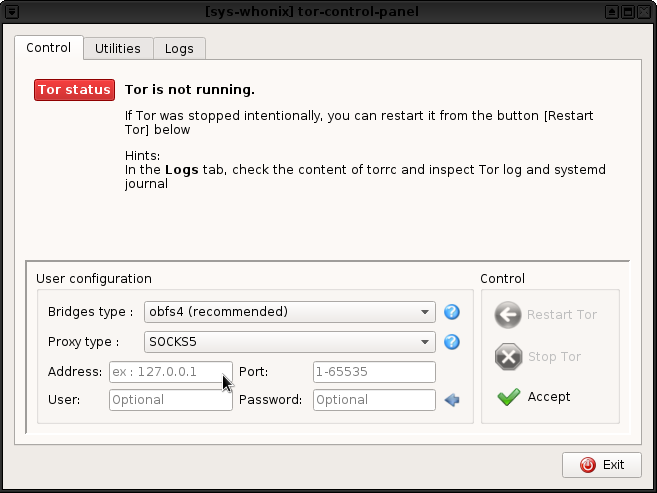 [sys-whonix] tor-control-panel
Control Utilities Logs
Tor status Tor is not running.
If Tor was stopped intentionally, you can restart it from the button [Restart
Tor] below
Hints:
In the Logs tab, check the content of torrc and inspect Tor log and systemd
journal
User configuration Control
Bridges type : obfs4 (recommended) ? Restart Tor
Proxy type : SOCKS5 ? Stop Tor
Address: ex : 127.0.0.1 Port: 1-65535
User: Optional Password: Optional Accept
Exit